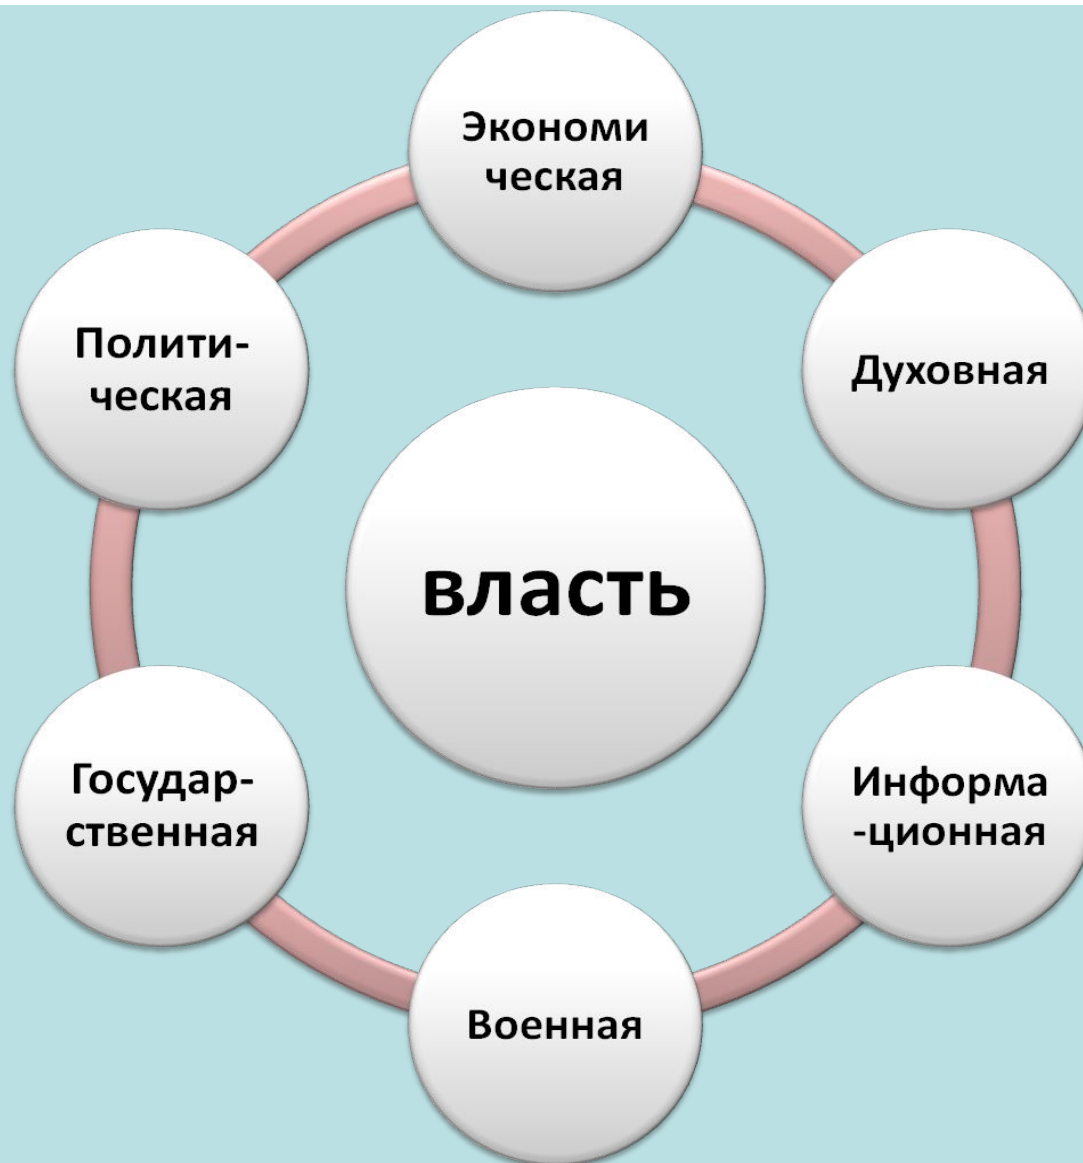 Экономи
ческая
Полити-
ческая
Духовная
власть
Государ-
ственная
Информа
-ционная
Военная